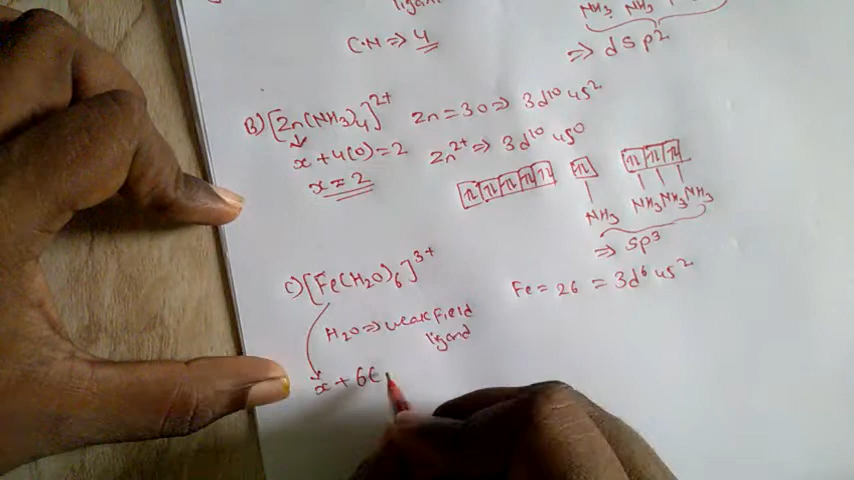 ligan
C·N => 4
NH3 NH3
=> dsp2
B) [Zn(NH3)4]2+ Zn = 30 => 3d10 4s2
x + 4(0) = 2 Zn2+ => 3d10 4s0
x = 2
NH3 NH3 NH3 NH3
=> sp3
C) [Fe(H2O)6]3+ Fe = 26 = 3d6 4s2
H2O => weak field
ligand
x + 6(